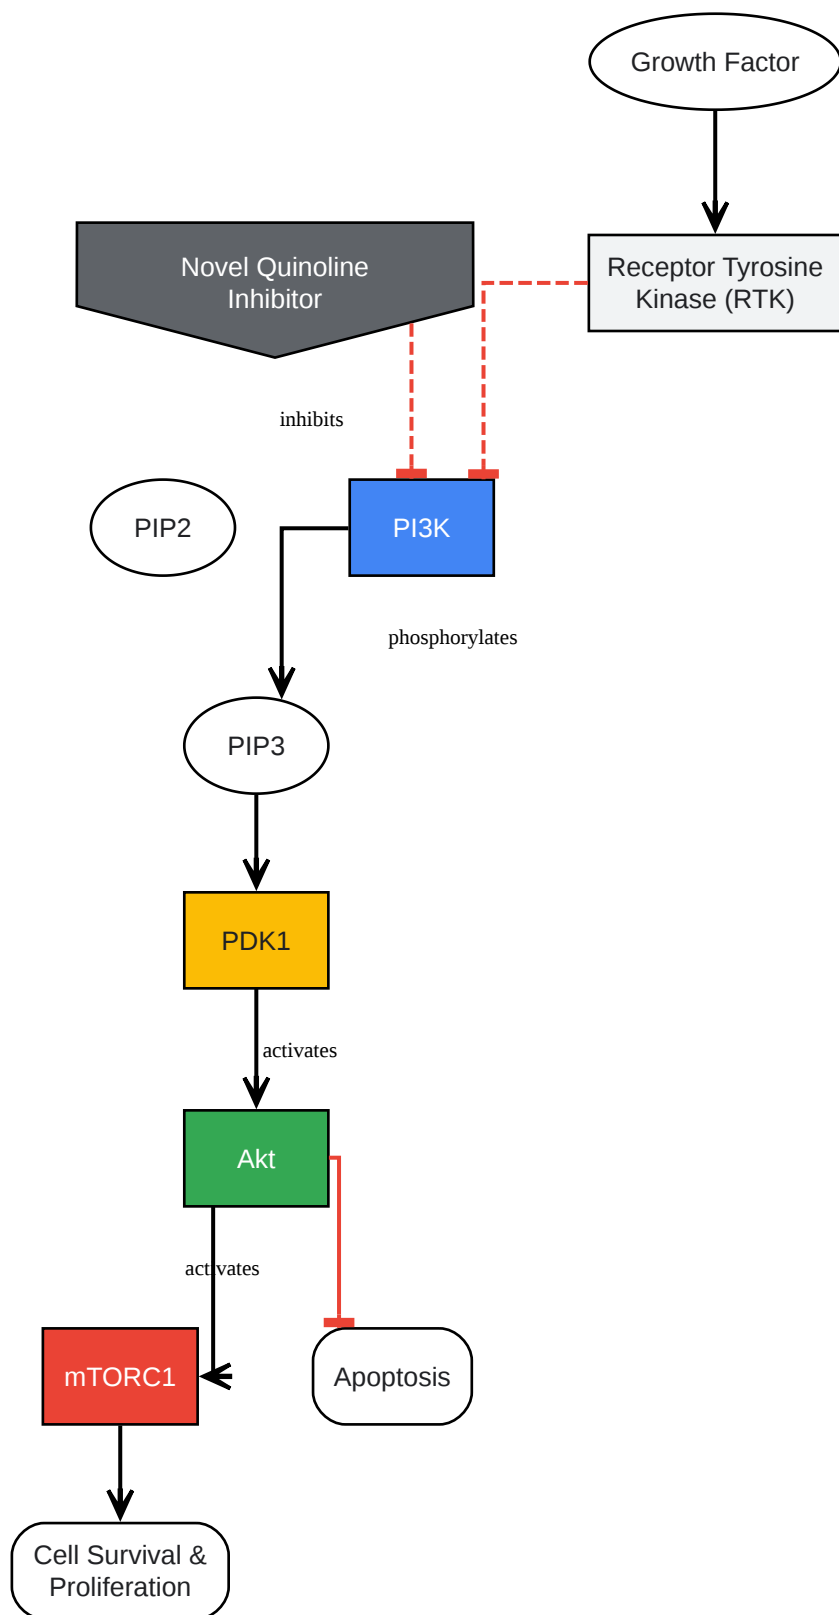 Growth Factor
Receptor Tyrosine
Kinase (RTK)
Novel Quinoline
Inhibitor
inhibits
PIP2
PI3K
phosphorylates
PIP3
PDK1
activates
Akt
activates
mTORC1
Apoptosis
Cell Survival &
Proliferation